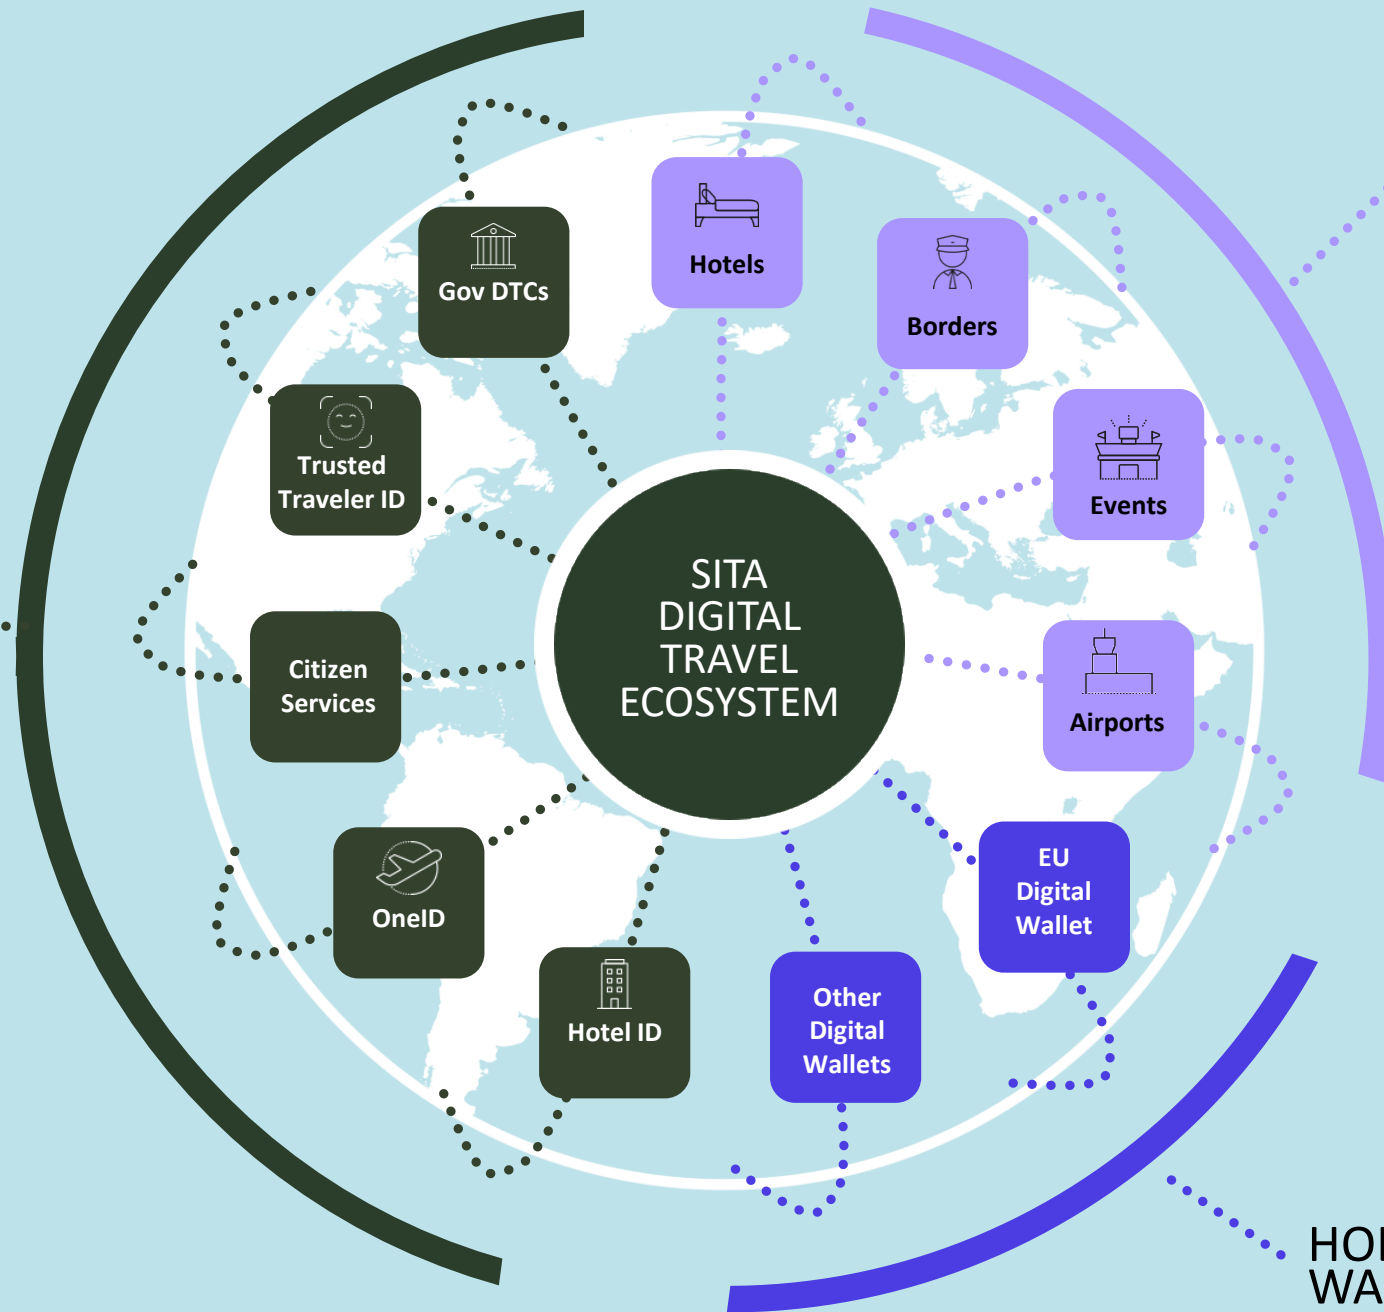 Hotels
Gov DTCs
Borders
Trusted
Traveler ID
Events
SITA
DIGITAL
TRAVEL
ECOSYSTEM
Citizen
Services
Airports
EU
Digital
Wallet
OneID
Other
Digital
Wallets
Hotel ID